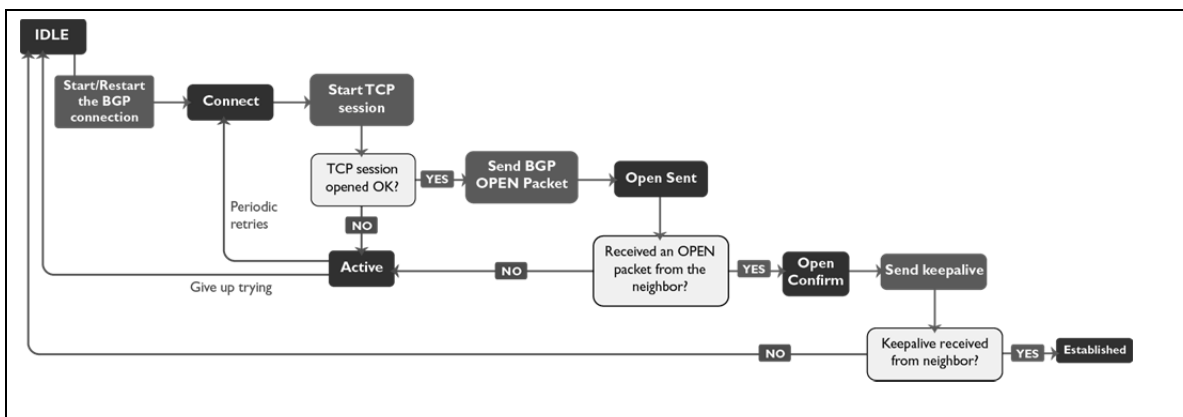 IDLE
Start/Restart
the BGP
connection
Connect
Start TCP
session
TCP session
opened OK?
YES
Send BGP
OPEN Packet
Open Sent
Periodic
retries
NO
Active
Give up trying
NO
Received an OPEN
packet from the
neighbor?
YES
Open
Confirm
Send keepalive
NO
Keepalive received
from neighbor?
YES
Established